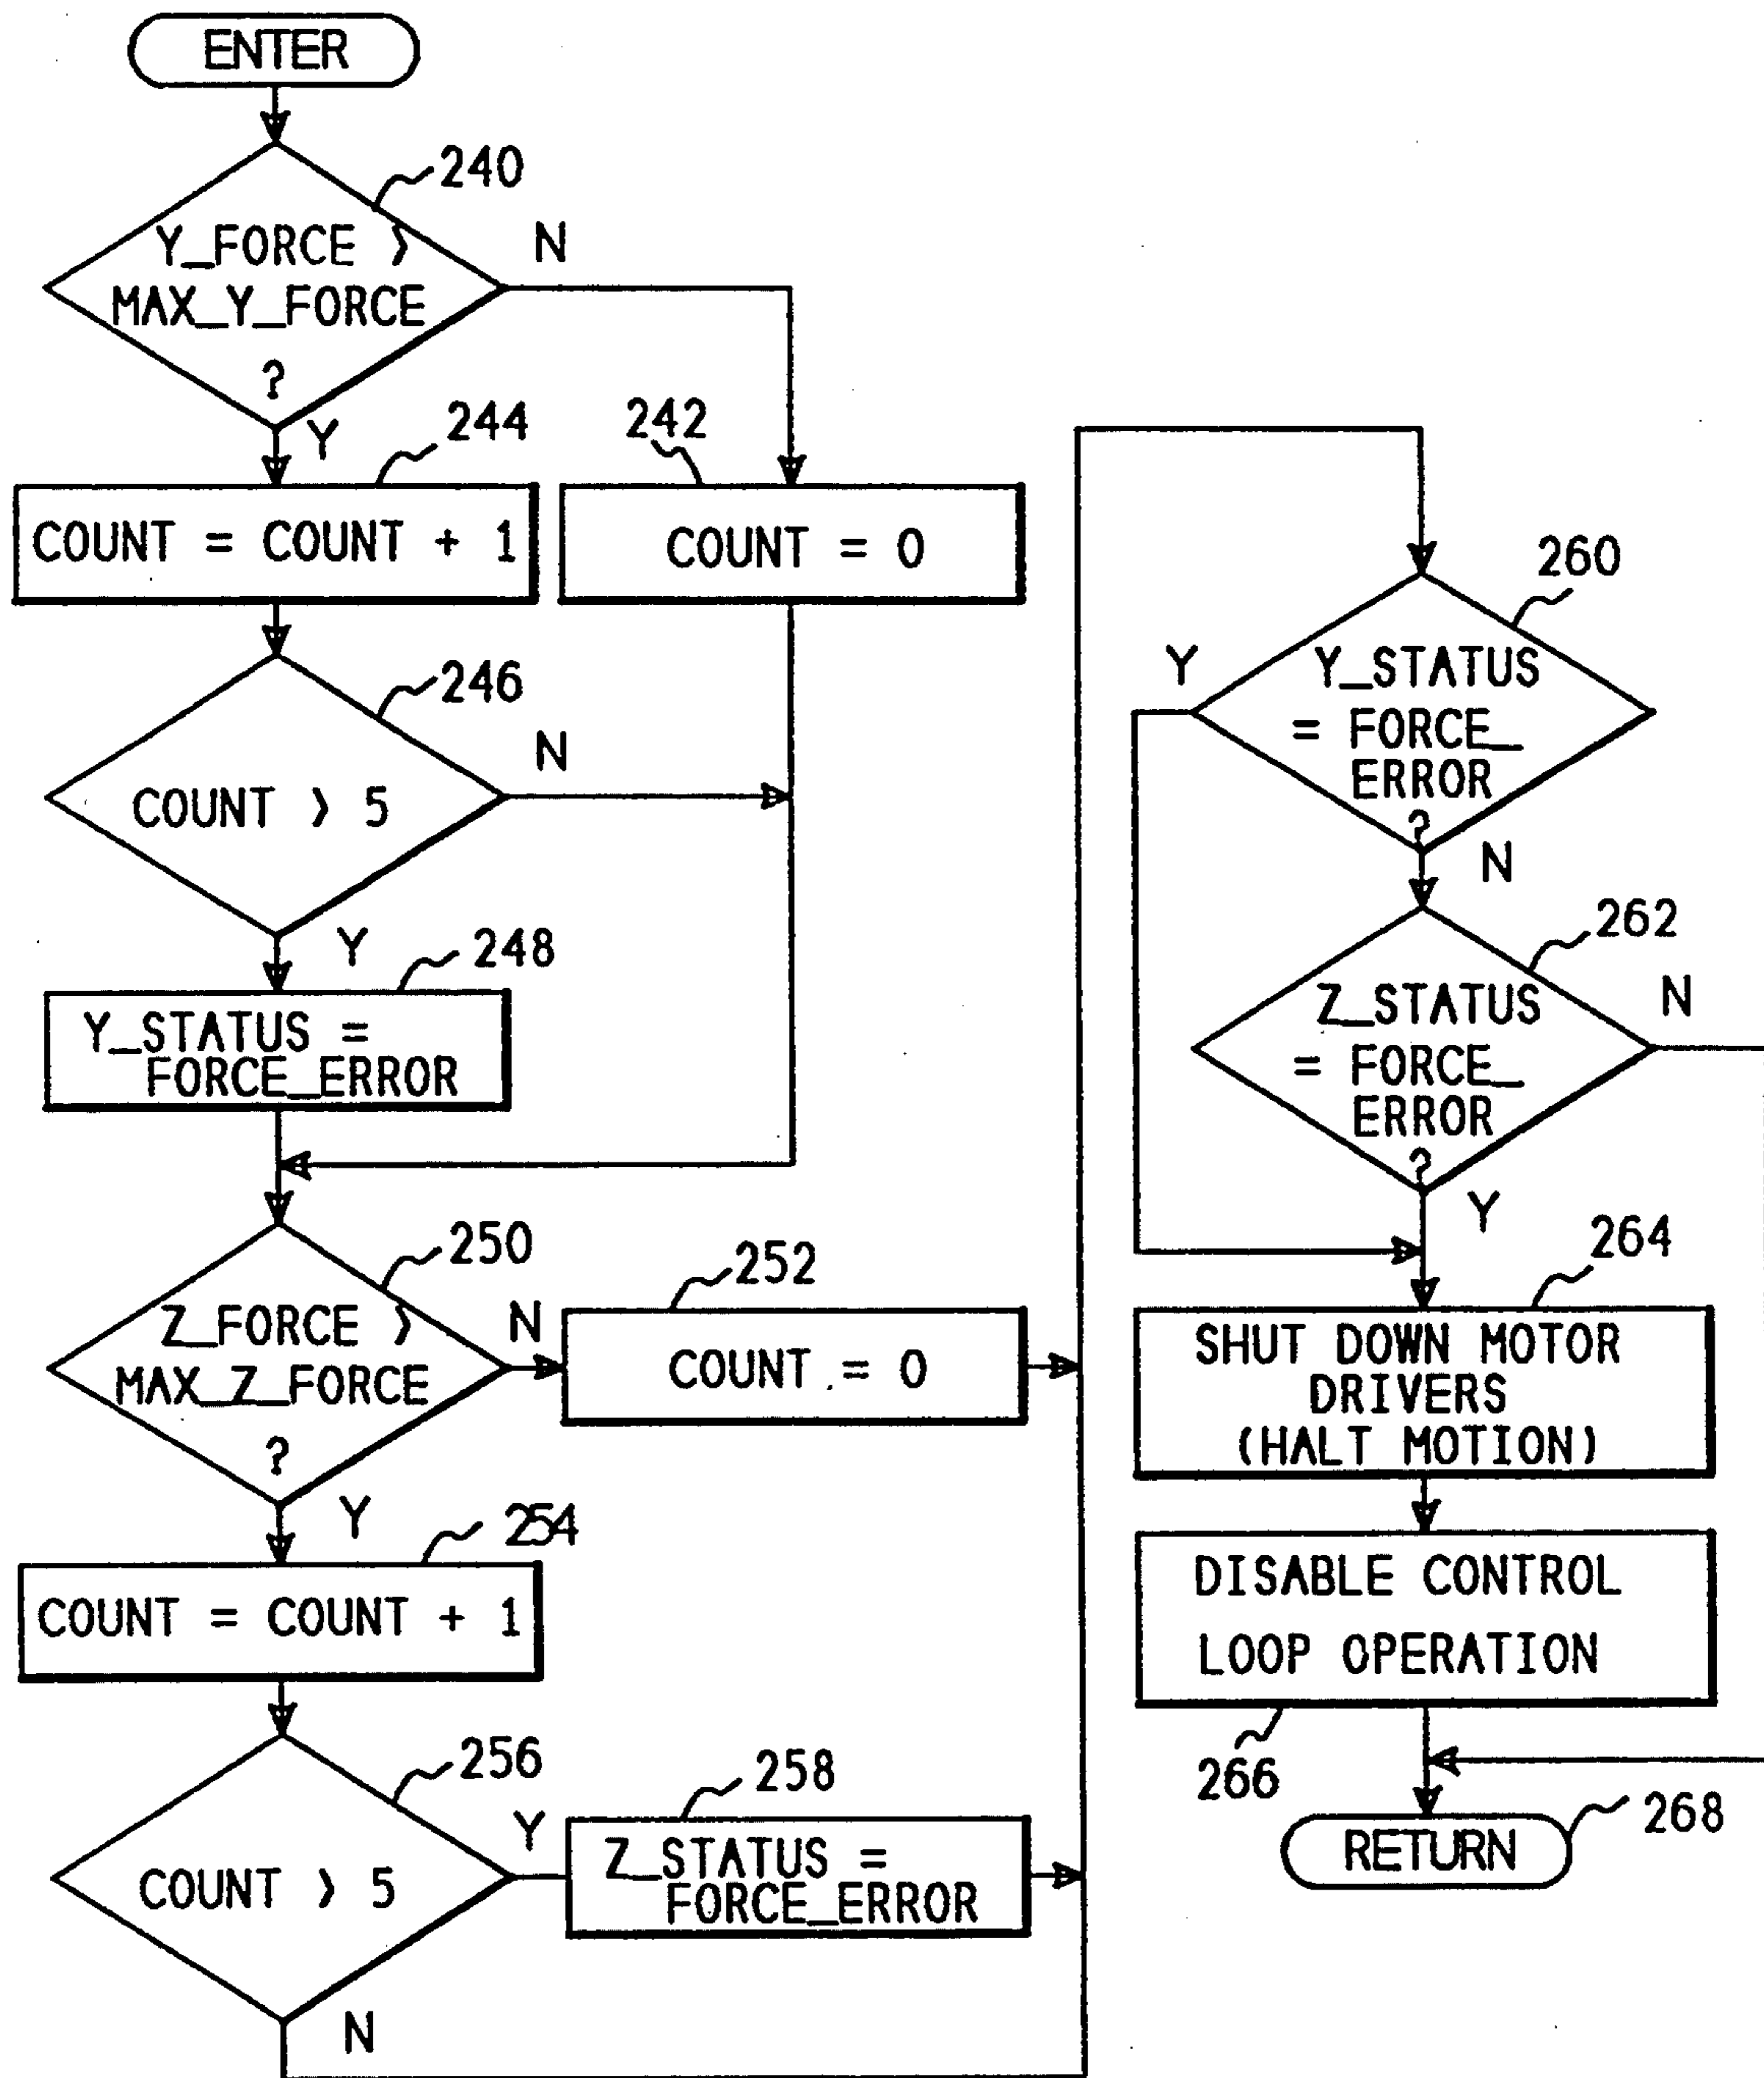 ENTER
240
Y_FORCE >
MAX_Y_FORCE
?
N
Y
244
COUNT = COUNT + 1
242
COUNT = 0
246
COUNT > 5
N
Y
248
Y_STATUS =
FORCE_ERROR
250
Z_FORCE >
MAX_Z_FORCE
?
N
252
COUNT = 0
Y
254
COUNT = COUNT + 1
256
COUNT > 5
Y
258
Z_STATUS =
FORCE_ERROR
N
260
Y_STATUS
= FORCE_
ERROR
?
Y
N
262
Z_STATUS
= FORCE_
ERROR
?
N
Y
264
SHUT DOWN MOTOR
DRIVERS
(HALT MOTION)
DISABLE CONTROL
LOOP OPERATION
266
RETURN
268